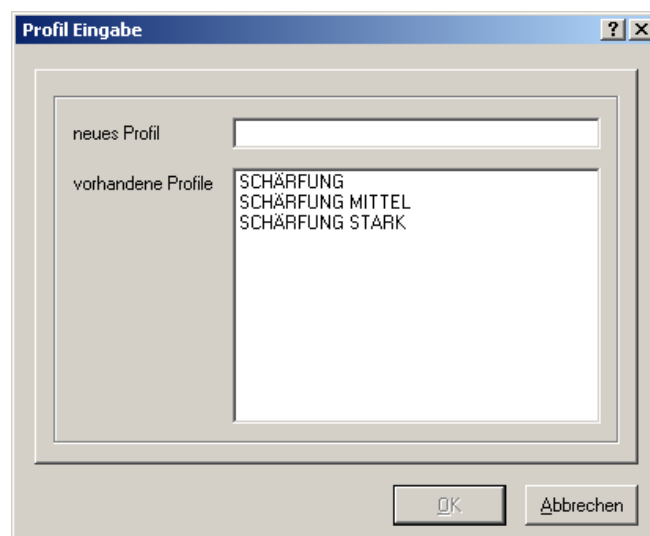 Profil Eingabe
neues Profil
vorhandene Profile
SCHÄRFUNG
SCHÄRFUNG MITTEL
SCHÄRFUNG STARK
OK
Abbrechen